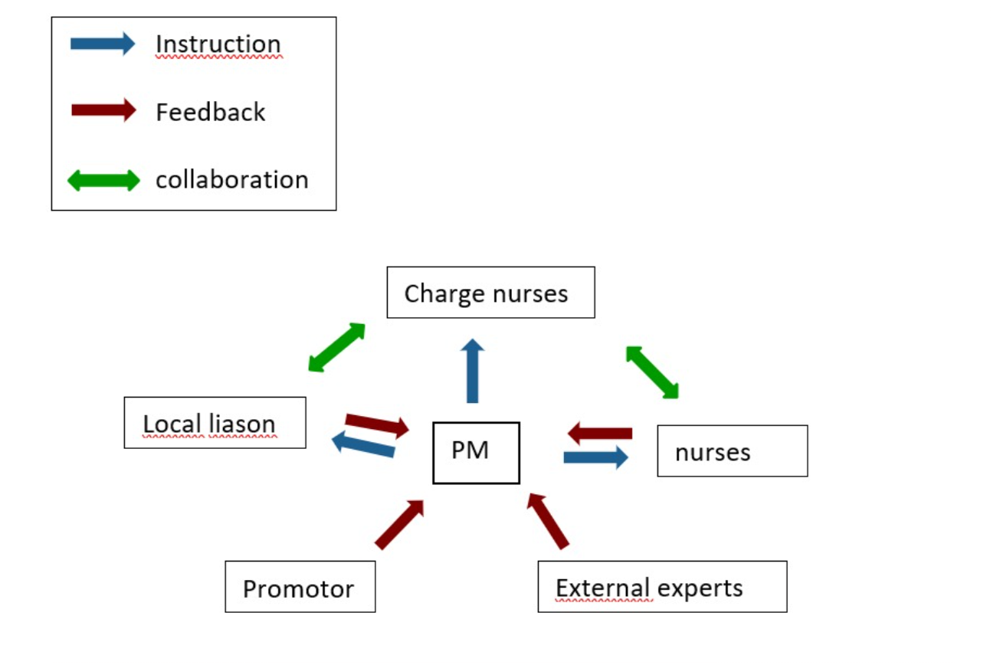 Instruction
Feedback
collaboration
Charge nurses
Local liason
PM
nurses
Promotor
External experts